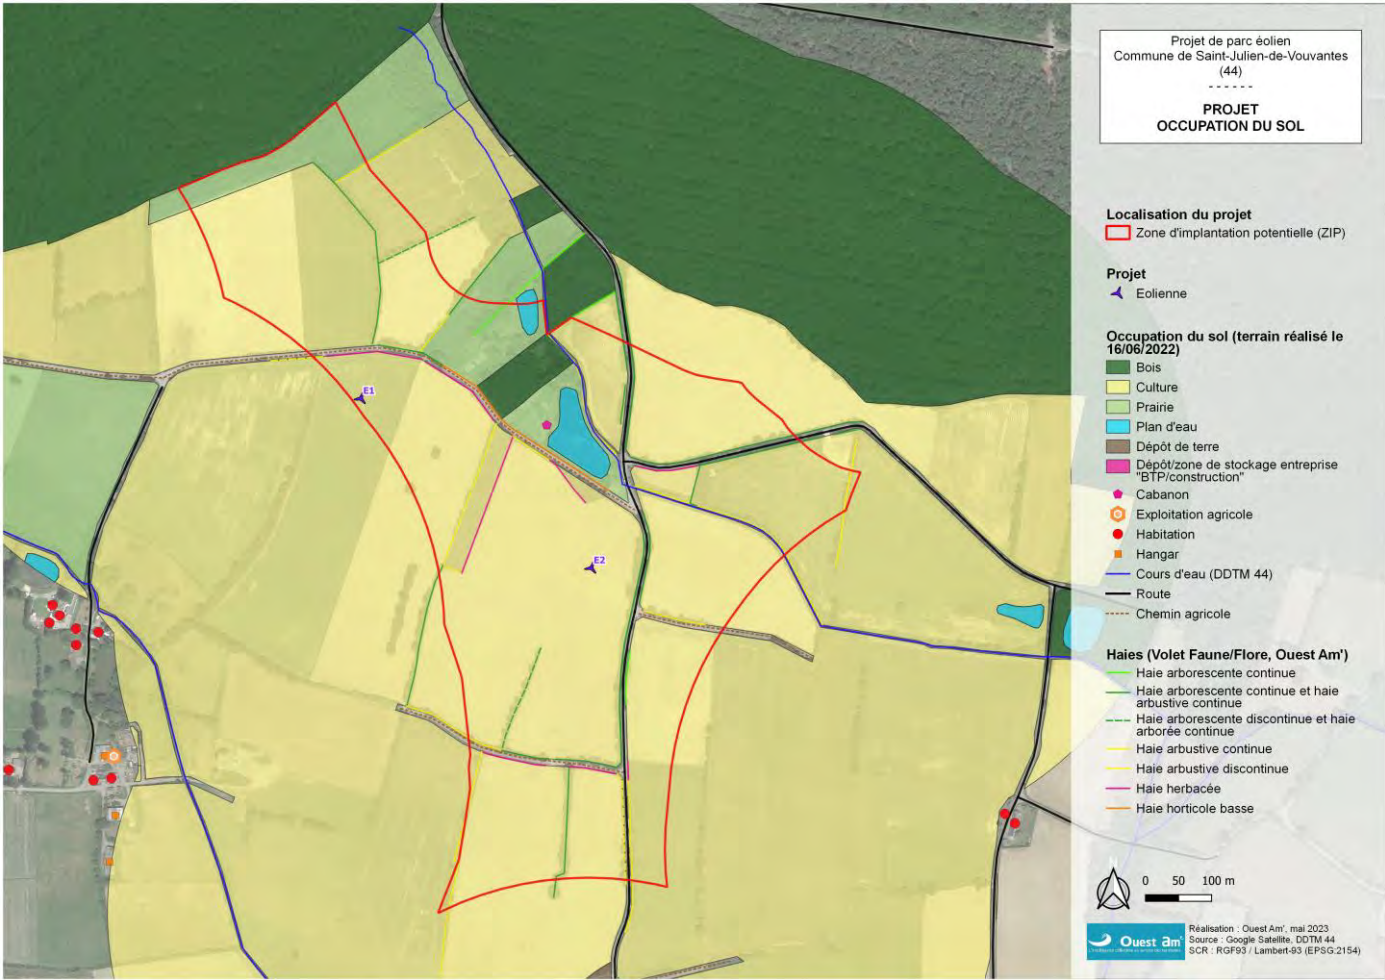 Projet de parc éolien
Commune de Saint-Julien-de-Vouvantes
(44)
------
PROJET
OCCUPATION DU SOL
Localisation du projet
Zone d'implantation potentielle (ZIP)
Projet
Eolienne
Occupation du sol (terrain réalisé le
16/06/2022)
Bois
Culture
Prairie
Plan d'eau
Dépôt de terre
Dépôt/zone de stockage entreprise
"BTP/construction"
Cabanon
Exploitation agricole
Habitation
Hangar
Cours d'eau (DDTM 44)
Route
Chemin agricole
Haies (Volet Faune/Flore, Ouest Am')
Haie arborescente continue
Haie arborescente continue et haie
arbustive continue
Haie arborescente discontinue et haie
arborée continue
Haie arbustive continue
Haie arbustive discontinue
Haie herbacée
Haie horticole basse
E1
E2
N
0 50 100 m
Ouest am'
Réalisation : Ouest Am', mai 2023
Source : Google Satellite, DDTM 44
SCR : RGF93 / Lambert-93 (EPSG:2154)